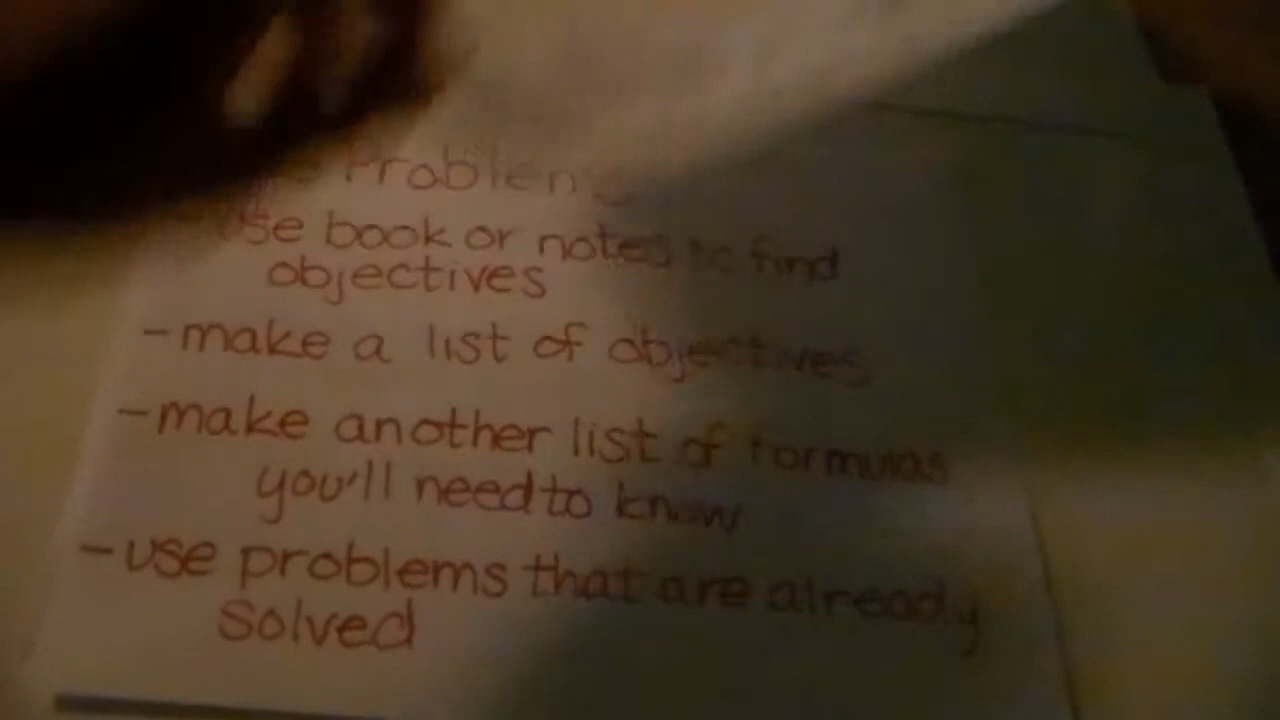 Problems
use book or notes to find
objectives
- make a list of objectives
- make another list of formulas
you'll need to know
- use problems that are already
solved